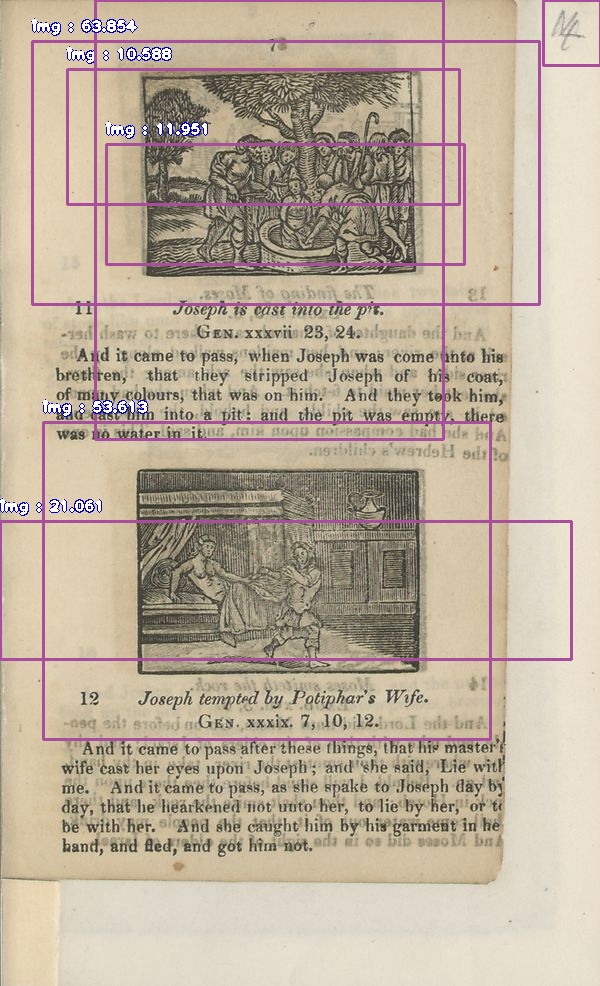 img : 63.854
img : 10.588
img : 11.951
11 Joseph is cast into the pit.
GEN. xxxvii 23, 24.
And it came to pass, when Joseph was come unto his
brethren, that they stripped Joseph of his coat,
of many colours, that was on him. And they took him,
img : 53.613
and cast him into a pit: and the pit was empty, there
was no water in it.
img : 21.061
12 Joseph tempted by Potiphar's Wife.
GEN. xxxix. 7, 10, 12.
And it came to pass after these things, that his master's
wife cast her eyes upon Joseph; and she said, Lie with
me. And it came to pass, as she spake to Joseph day by
day, that he hearkened not unto her, to lie by her, or to
be with her. And she caught him by his garment in he
hand, and fled, and got him not.